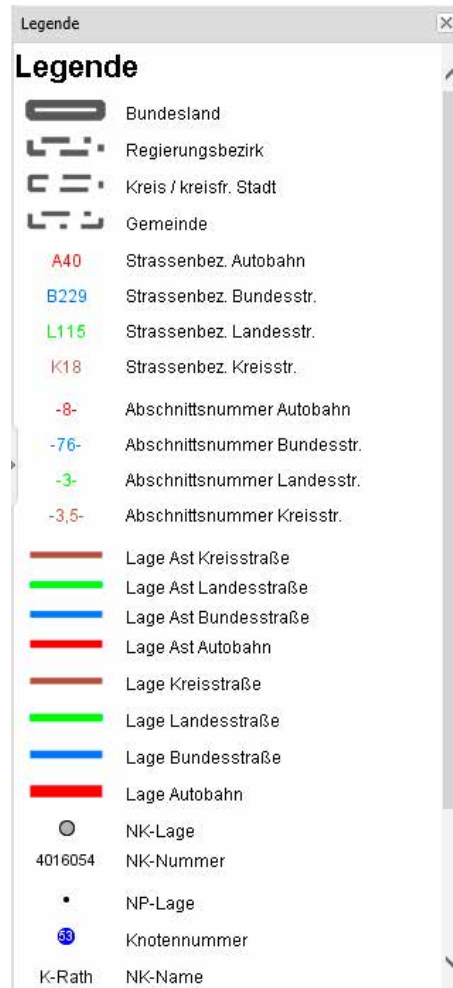 Legende
Legende
Bundesland
Regierungsbezirk
Kreis / kreisfr. Stadt
Gemeinde
A40 Strassenbez. Autobahn
B229 Strassenbez. Bundesstr.
L115 Strassenbez. Landesstr.
K18 Strassenbez. Kreisstr.
-8- Abschnittsnummer Autobahn
-76- Abschnittsnummer Bundesstr.
-3- Abschnittsnummer Landesstr.
-3,5- Abschnittsnummer Kreisstr.
Lage Ast Kreisstraße
Lage Ast Landesstraße
Lage Ast Bundesstraße
Lage Ast Autobahn
Lage Kreisstraße
Lage Landesstraße
Lage Bundesstraße
Lage Autobahn
NK-Lage
4016054 NK-Nummer
NP-Lage
53 Knotennummer
K-Rath NK-Name